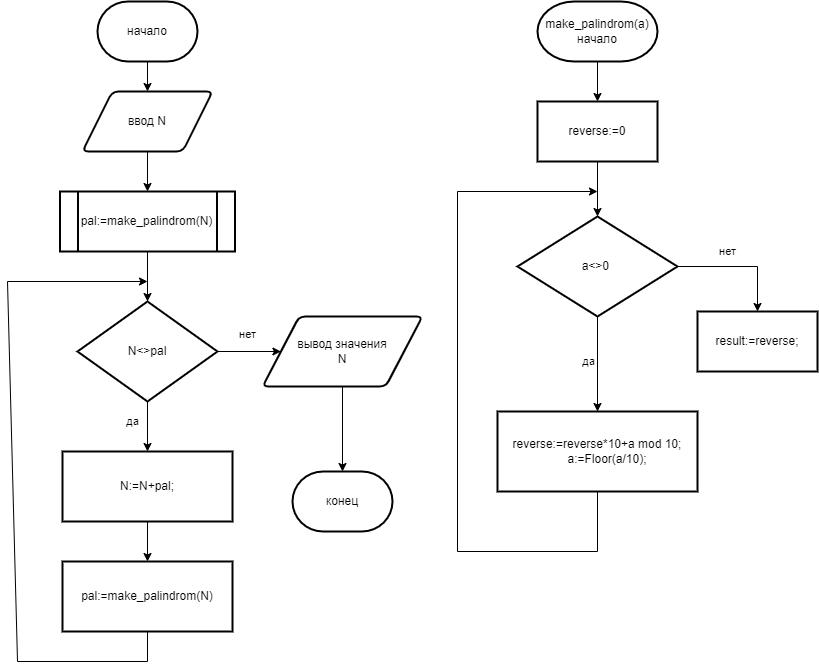 начало
ввод N
pal:=make_palindrom(N)
N<>pal
нет
вывод значения
N
да
N:=N+pal;
конец
pal:=make_palindrom(N)
make_palindrom(a)
начало
reverse:=0
a<>0
нет
result:=reverse;
да
reverse:=reverse*10+a mod 10;
a:=Floor(a/10);